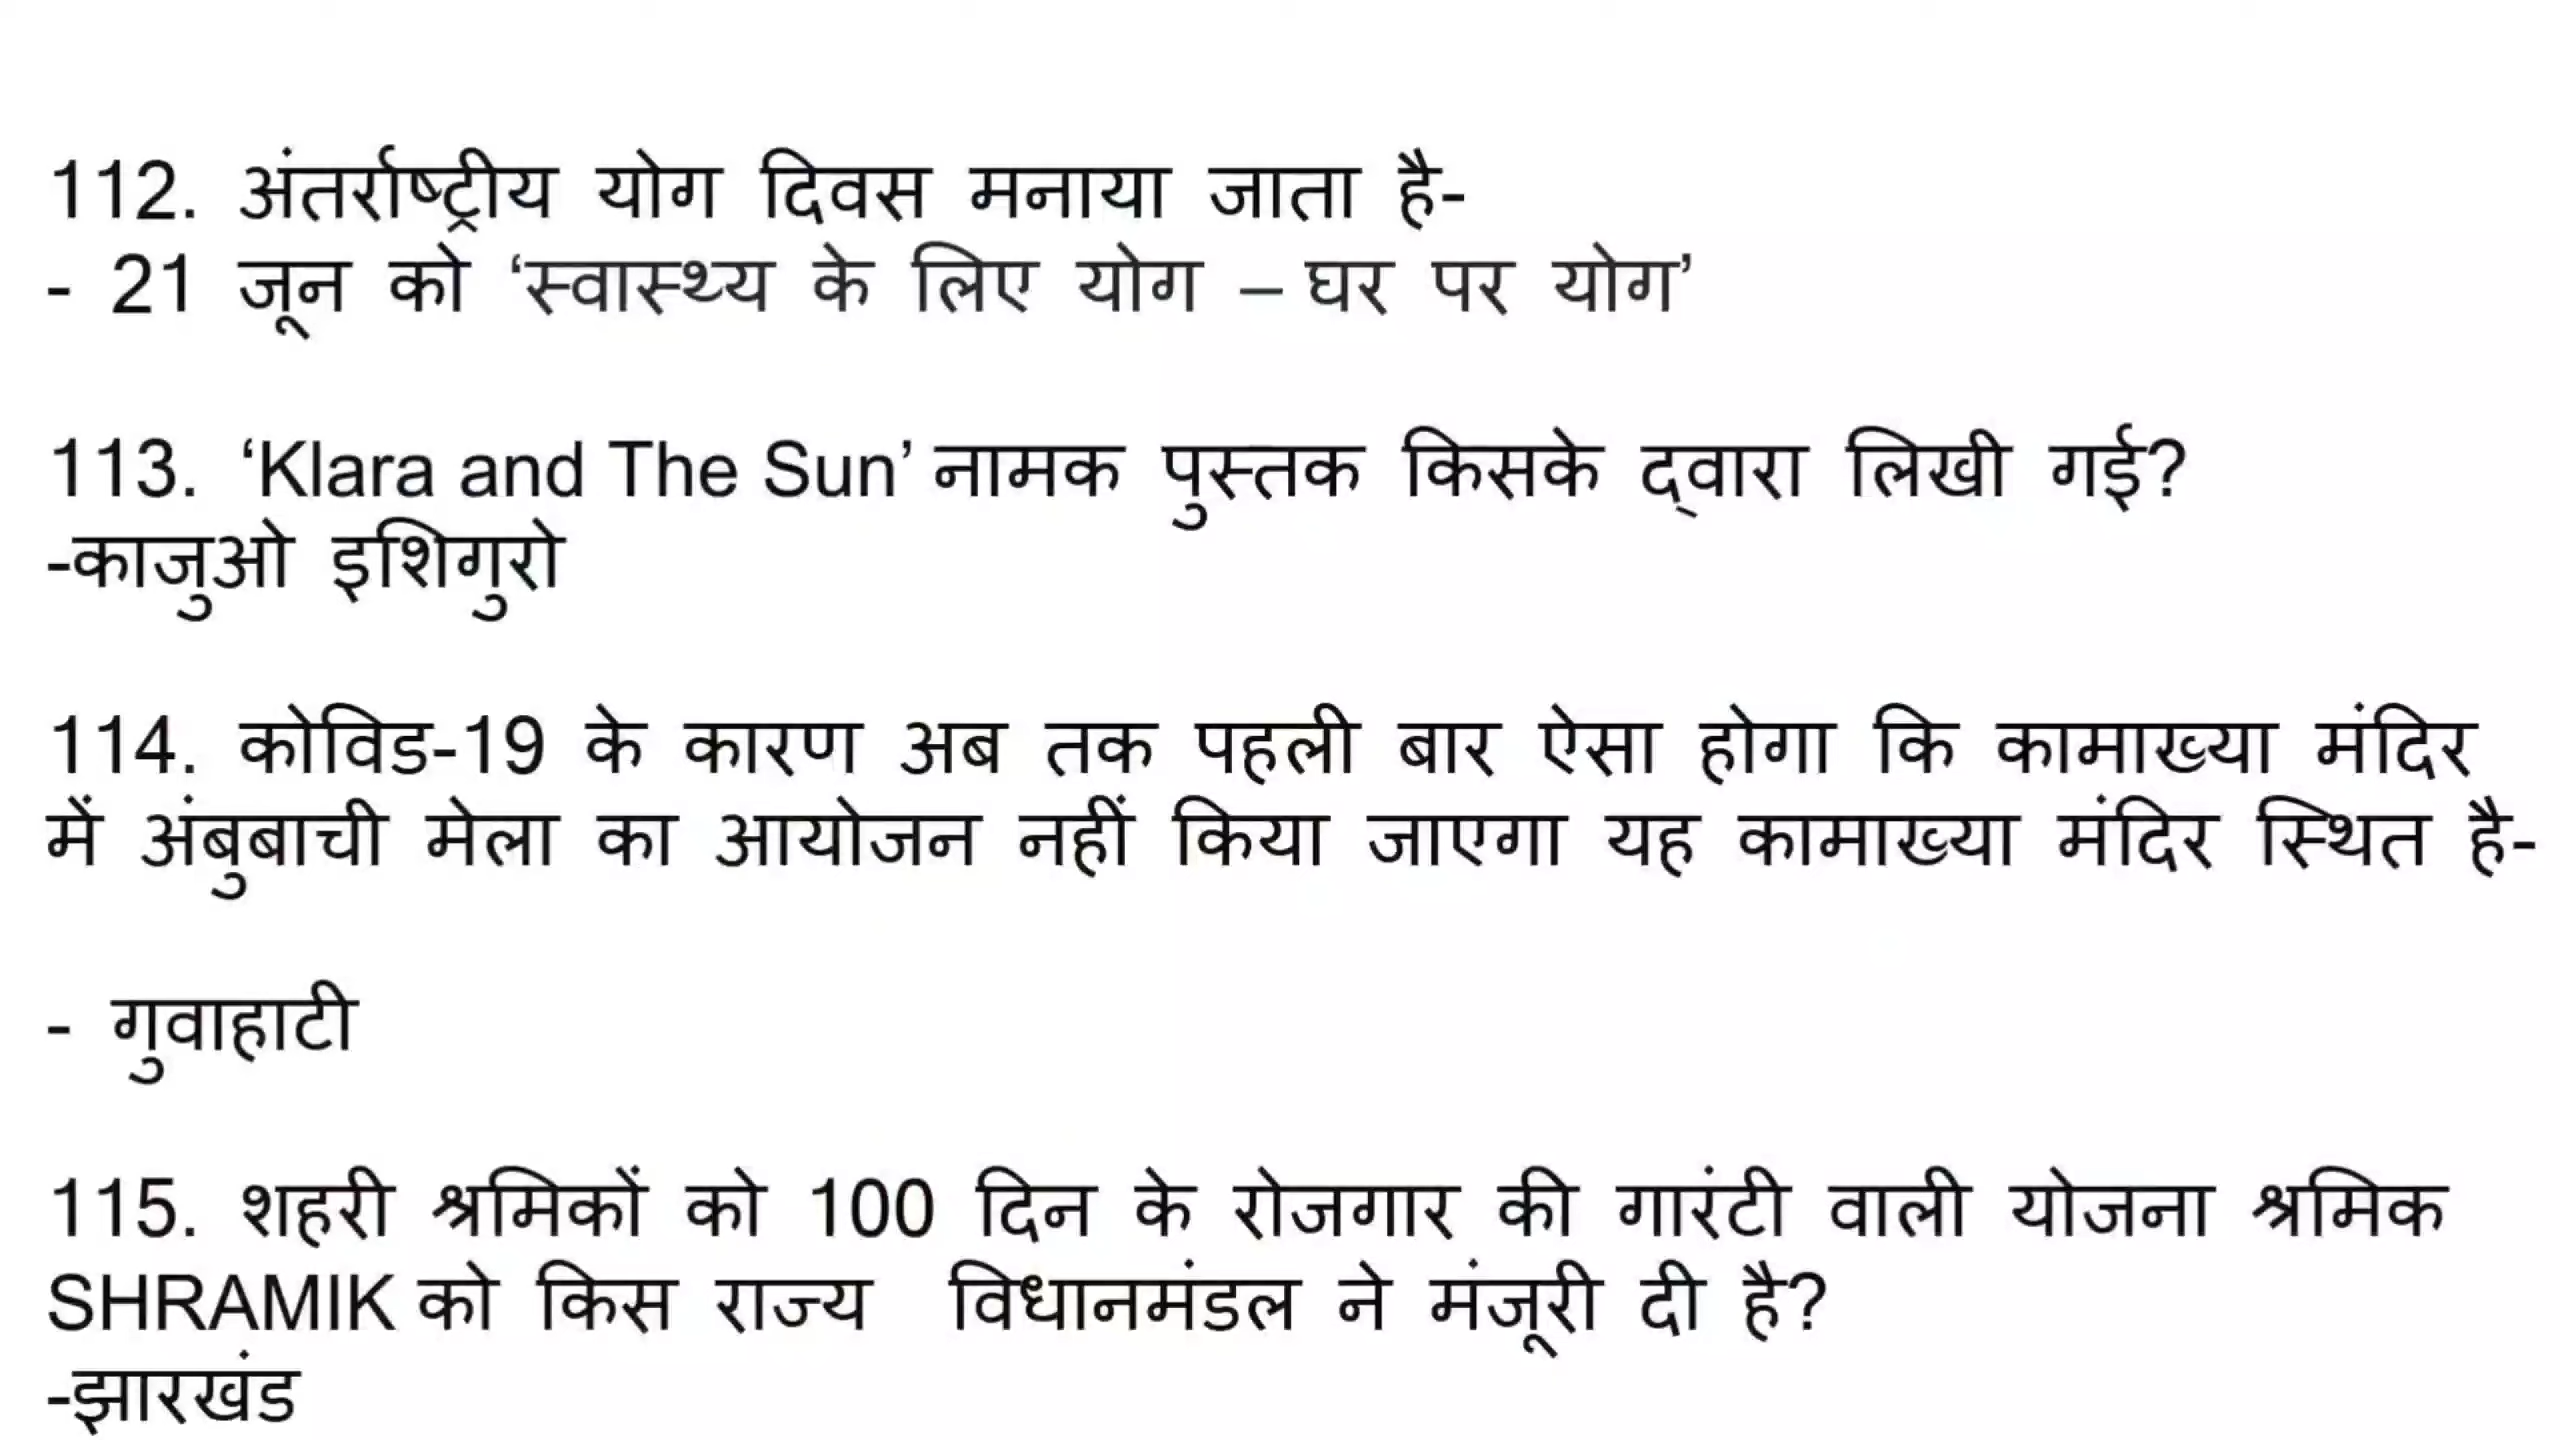 112. अंतर्राष्ट्रीय योग दिवस मनाया जाता है-
- 21 जून को ‘स्वास्थ्य के लिए योग – घर पर योग’
113. ‘Klara and The Sun’ नामक पुस्तक किसके द्वारा लिखी गई?
-काजुओ इशिगुरो
114. कोविड-19 के कारण अब तक पहली बार ऐसा होगा कि कामाख्या मंदिर
में अंबुबाची मेला का आयोजन नहीं किया जाएगा यह कामाख्या मंदिर स्थित है-
- गुवाहाटी
115. शहरी श्रमिकों को 100 दिन के रोजगार की गारंटी वाली योजना श्रमिक
SHRAMIK को किस राज्य विधानमंडल ने मंजूरी दी है?
-झारखंड